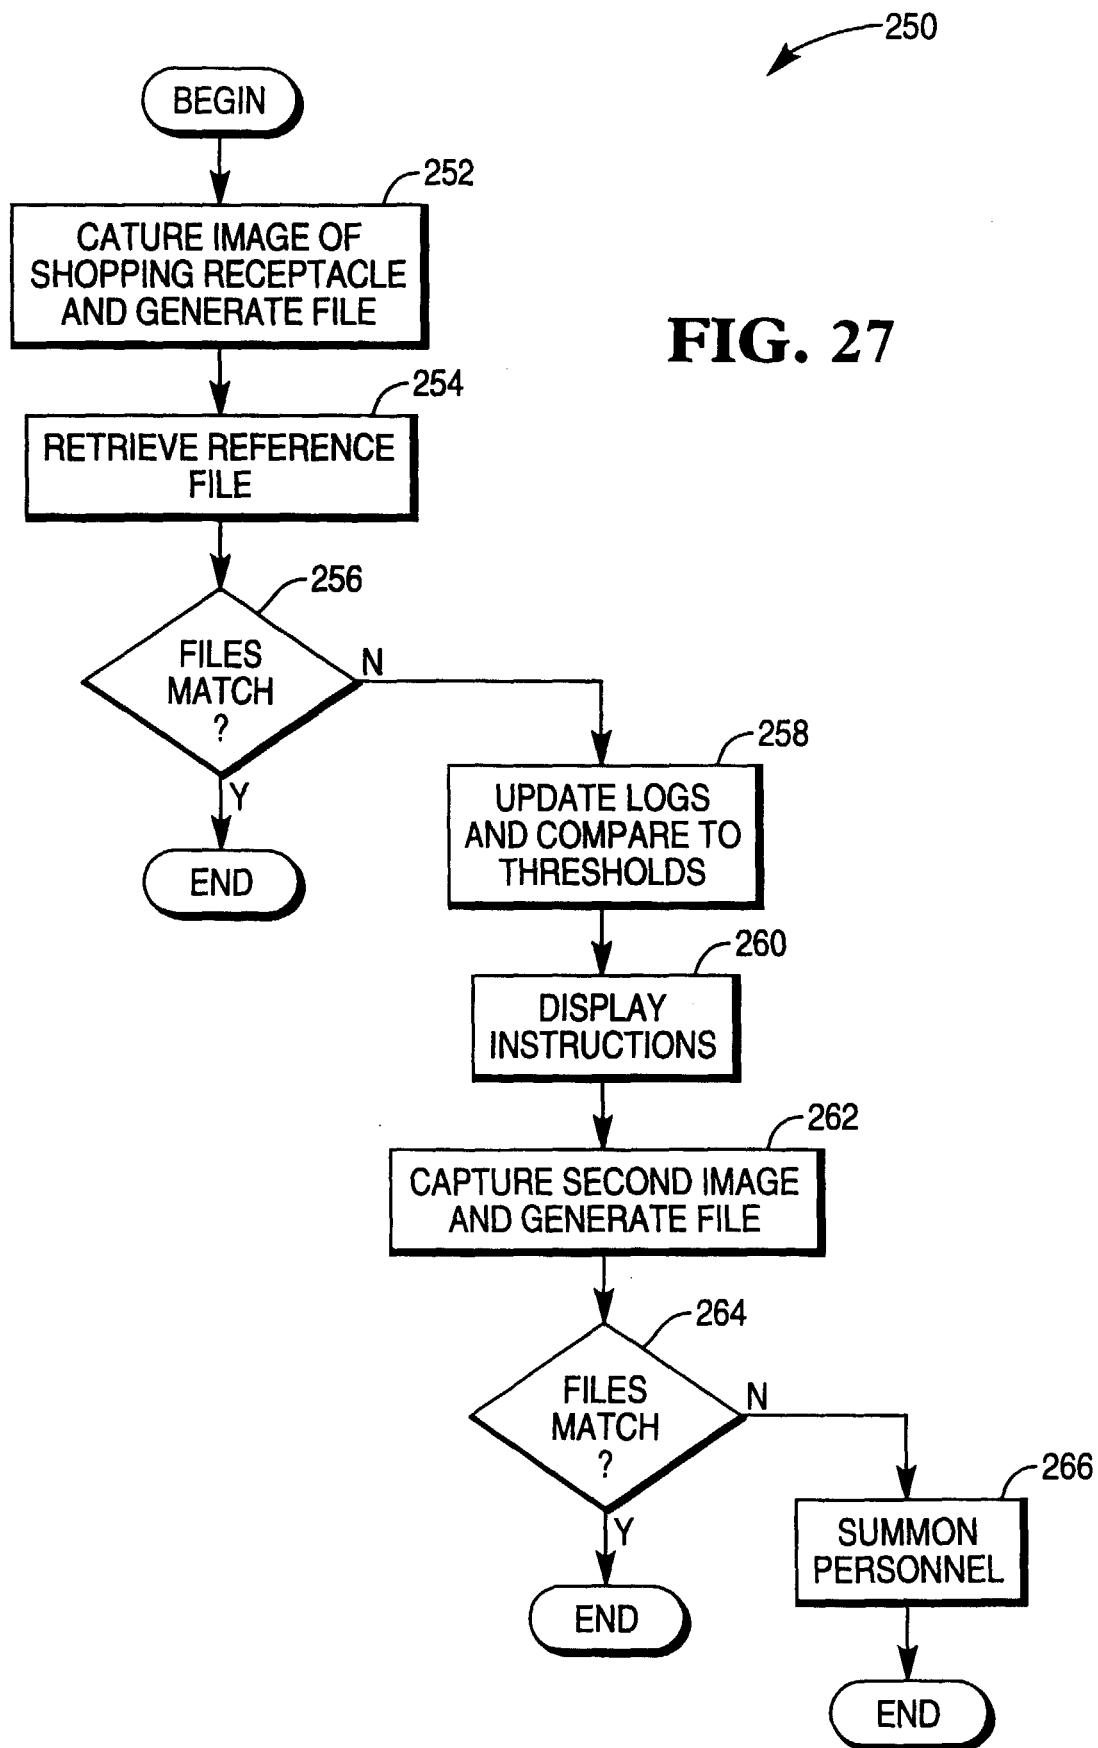 250
BEGIN
252
CATURE IMAGE OF
SHOPPING RECEPTACLE
AND GENERATE FILE
FIG. 27
254
RETRIEVE REFERENCE
FILE
256
FILES
MATCH
?
N
Y
END
258
UPDATE LOGS
AND COMPARE TO
THRESHOLDS
260
DISPLAY
INSTRUCTIONS
262
CAPTURE SECOND IMAGE
AND GENERATE FILE
264
FILES
MATCH
?
N
Y
END
266
SUMMON
PERSONNEL
END